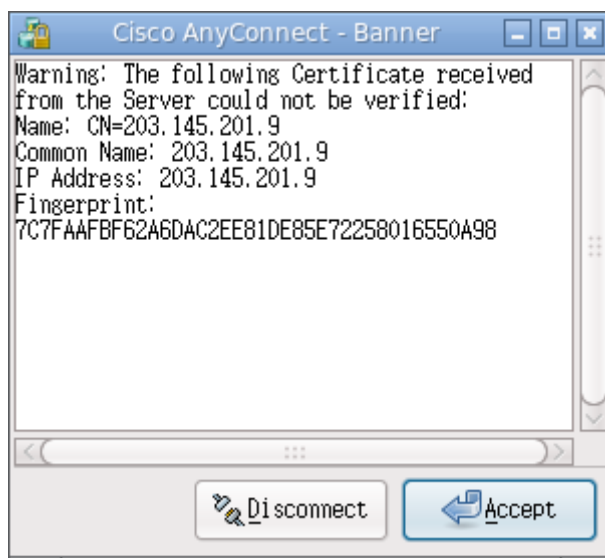 Cisco AnyConnect - Banner
Warning: The following Certificate received
from the Server could not be verified:
Name: CN=203.145.201.9
Common Name: 203.145.201.9
IP Address: 203.145.201.9
Fingerprint:
7C7FAAFBF62A6DAC2EE81DE85E72258016550A98
Disconnect
Accept